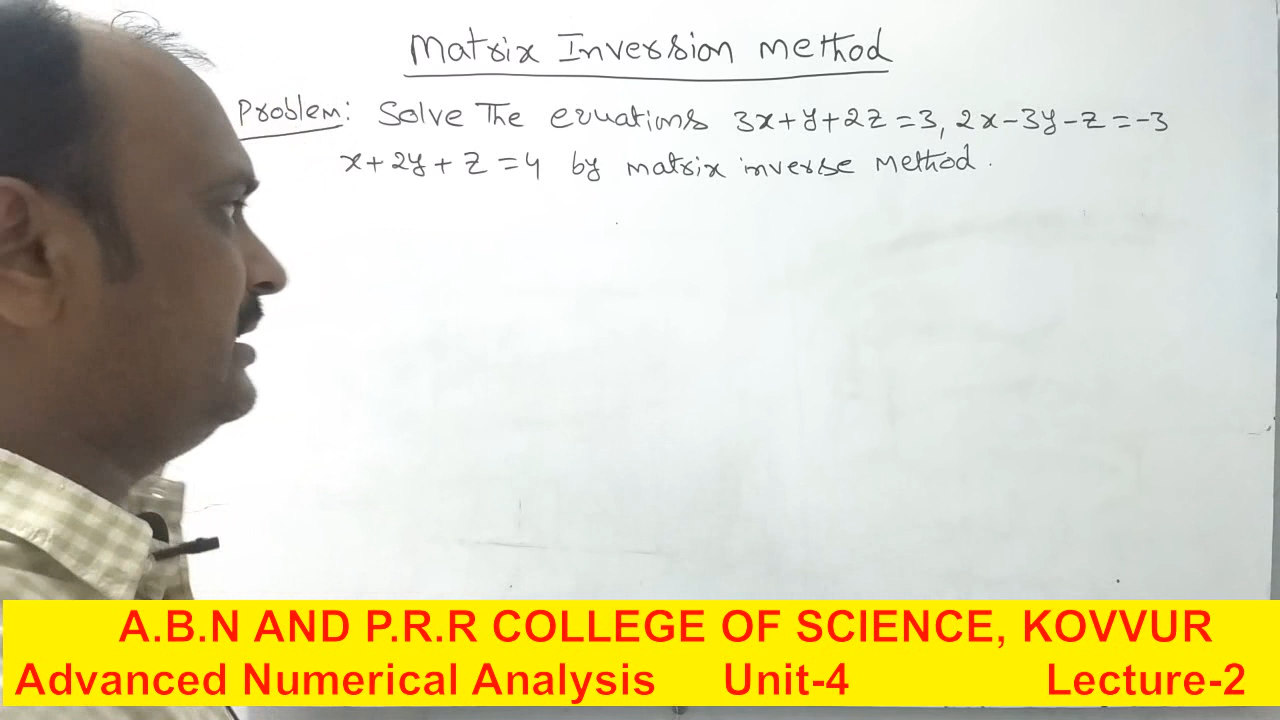 Matrix Inversion method
Problem: Solve The equations 3x+y+2z=3, 2x-3y-z=-3
x+2y+z=4 by matrix inverse method.
A.B.N AND P.R.R COLLEGE OF SCIENCE, KOVVUR
Advanced Numerical Analysis Unit-4 Lecture-2